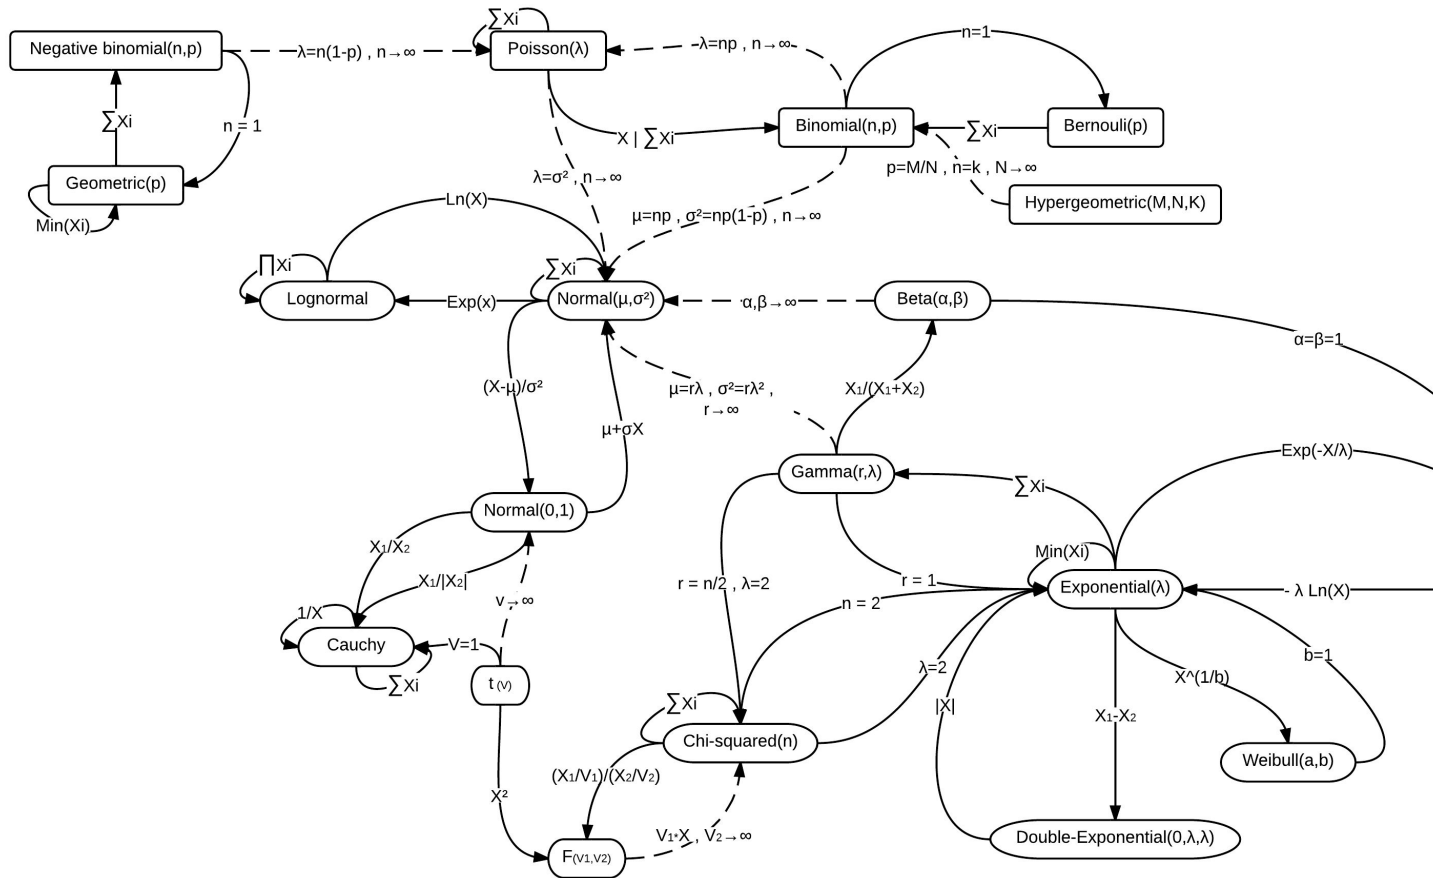 ∑Xi
Negative binomial(n,p)
λ=n(1-p) , n→∞
Poisson(λ)
λ=np , n→∞
n=1
∑Xi
n = 1
X | ∑Xi
Binomial(n,p)
∑Xi
Bernouli(p)
p=M/N , n=k , N→∞
Geometric(p)
λ=σ² , n→∞
Hypergeometric(M,N,K)
Min(Xi)
Ln(X)
µ=np , σ²=np(1-p) , n→∞
∏Xi
∑Xi
Lognormal
Exp(x)
Normal(µ,σ²)
α,β→∞
Beta(α,β)
α=β=1
(X-µ)/σ²
µ=rλ , σ²=rλ² ,
r→∞
X1/(X1+X2)
µ+σX
Exp(-X/λ)
Gamma(r,λ)
∑Xi
Normal(0,1)
X1/X2
Min(Xi)
X1/|X2|
r = n/2 , λ=2
r = 1
Exponential(λ)
- λ Ln(X)
v→∞
n = 2
1/X
Cauchy
V=1
b=1
λ=2
X^(1/b)
∑Xi
t (V)
∑Xi
|X|
X1-X2
Chi-squared(n)
Weibull(a,b)
(X1/V1)/(X2/V2)
X²
V1*X , V2→∞
Double-Exponential(0,λ,λ)
F(V1,V2)